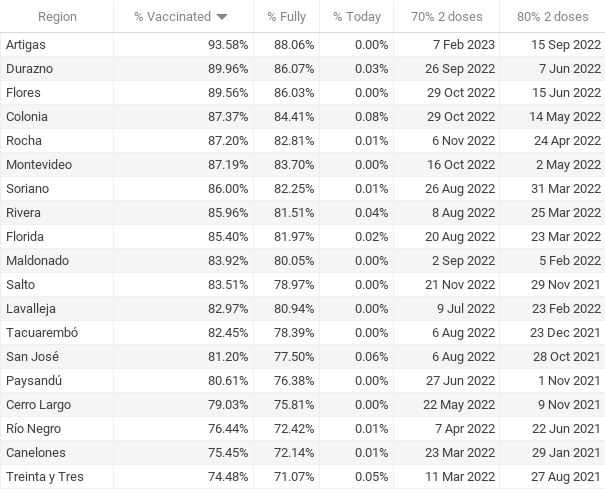 Region % Vaccinated % Fully % Today 70% 2 doses 80% 2 doses
Artigas 93.58% 88.06% 0.00% 7 Feb 2023 15 Sep 2022
Durazno 89.96% 86.07% 0.03% 26 Sep 2022 7 Jun 2022
Flores 89.56% 86.03% 0.00% 29 Oct 2022 15 Jun 2022
Colonia 87.37% 84.41% 0.08% 29 Oct 2022 14 May 2022
Rocha 87.20% 82.81% 0.01% 6 Nov 2022 24 Apr 2022
Montevideo 87.19% 83.70% 0.00% 16 Oct 2022 2 May 2022
Soriano 86.00% 82.25% 0.01% 26 Aug 2022 31 Mar 2022
Rivera 85.96% 81.51% 0.04% 8 Aug 2022 25 Mar 2022
Florida 85.40% 81.97% 0.02% 20 Aug 2022 23 Mar 2022
Maldonado 83.92% 80.05% 0.00% 2 Sep 2022 5 Feb 2022
Salto 83.51% 78.97% 0.00% 21 Nov 2022 29 Nov 2021
Lavalleja 82.97% 80.94% 0.00% 9 Jul 2022 23 Feb 2022
Tacuarembó 82.45% 78.39% 0.00% 6 Aug 2022 23 Dec 2021
San José 81.20% 77.50% 0.06% 6 Aug 2022 28 Oct 2021
Paysandú 80.61% 76.38% 0.00% 27 Jun 2022 1 Nov 2021
Cerro Largo 79.03% 75.81% 0.00% 22 May 2022 9 Nov 2021
Río Negro 76.44% 72.42% 0.01% 7 Apr 2022 22 Jun 2021
Canelones 75.45% 72.14% 0.01% 23 Mar 2022 29 Jan 2021
Treinta y Tres 74.48% 71.07% 0.05% 11 Mar 2022 27 Aug 2021